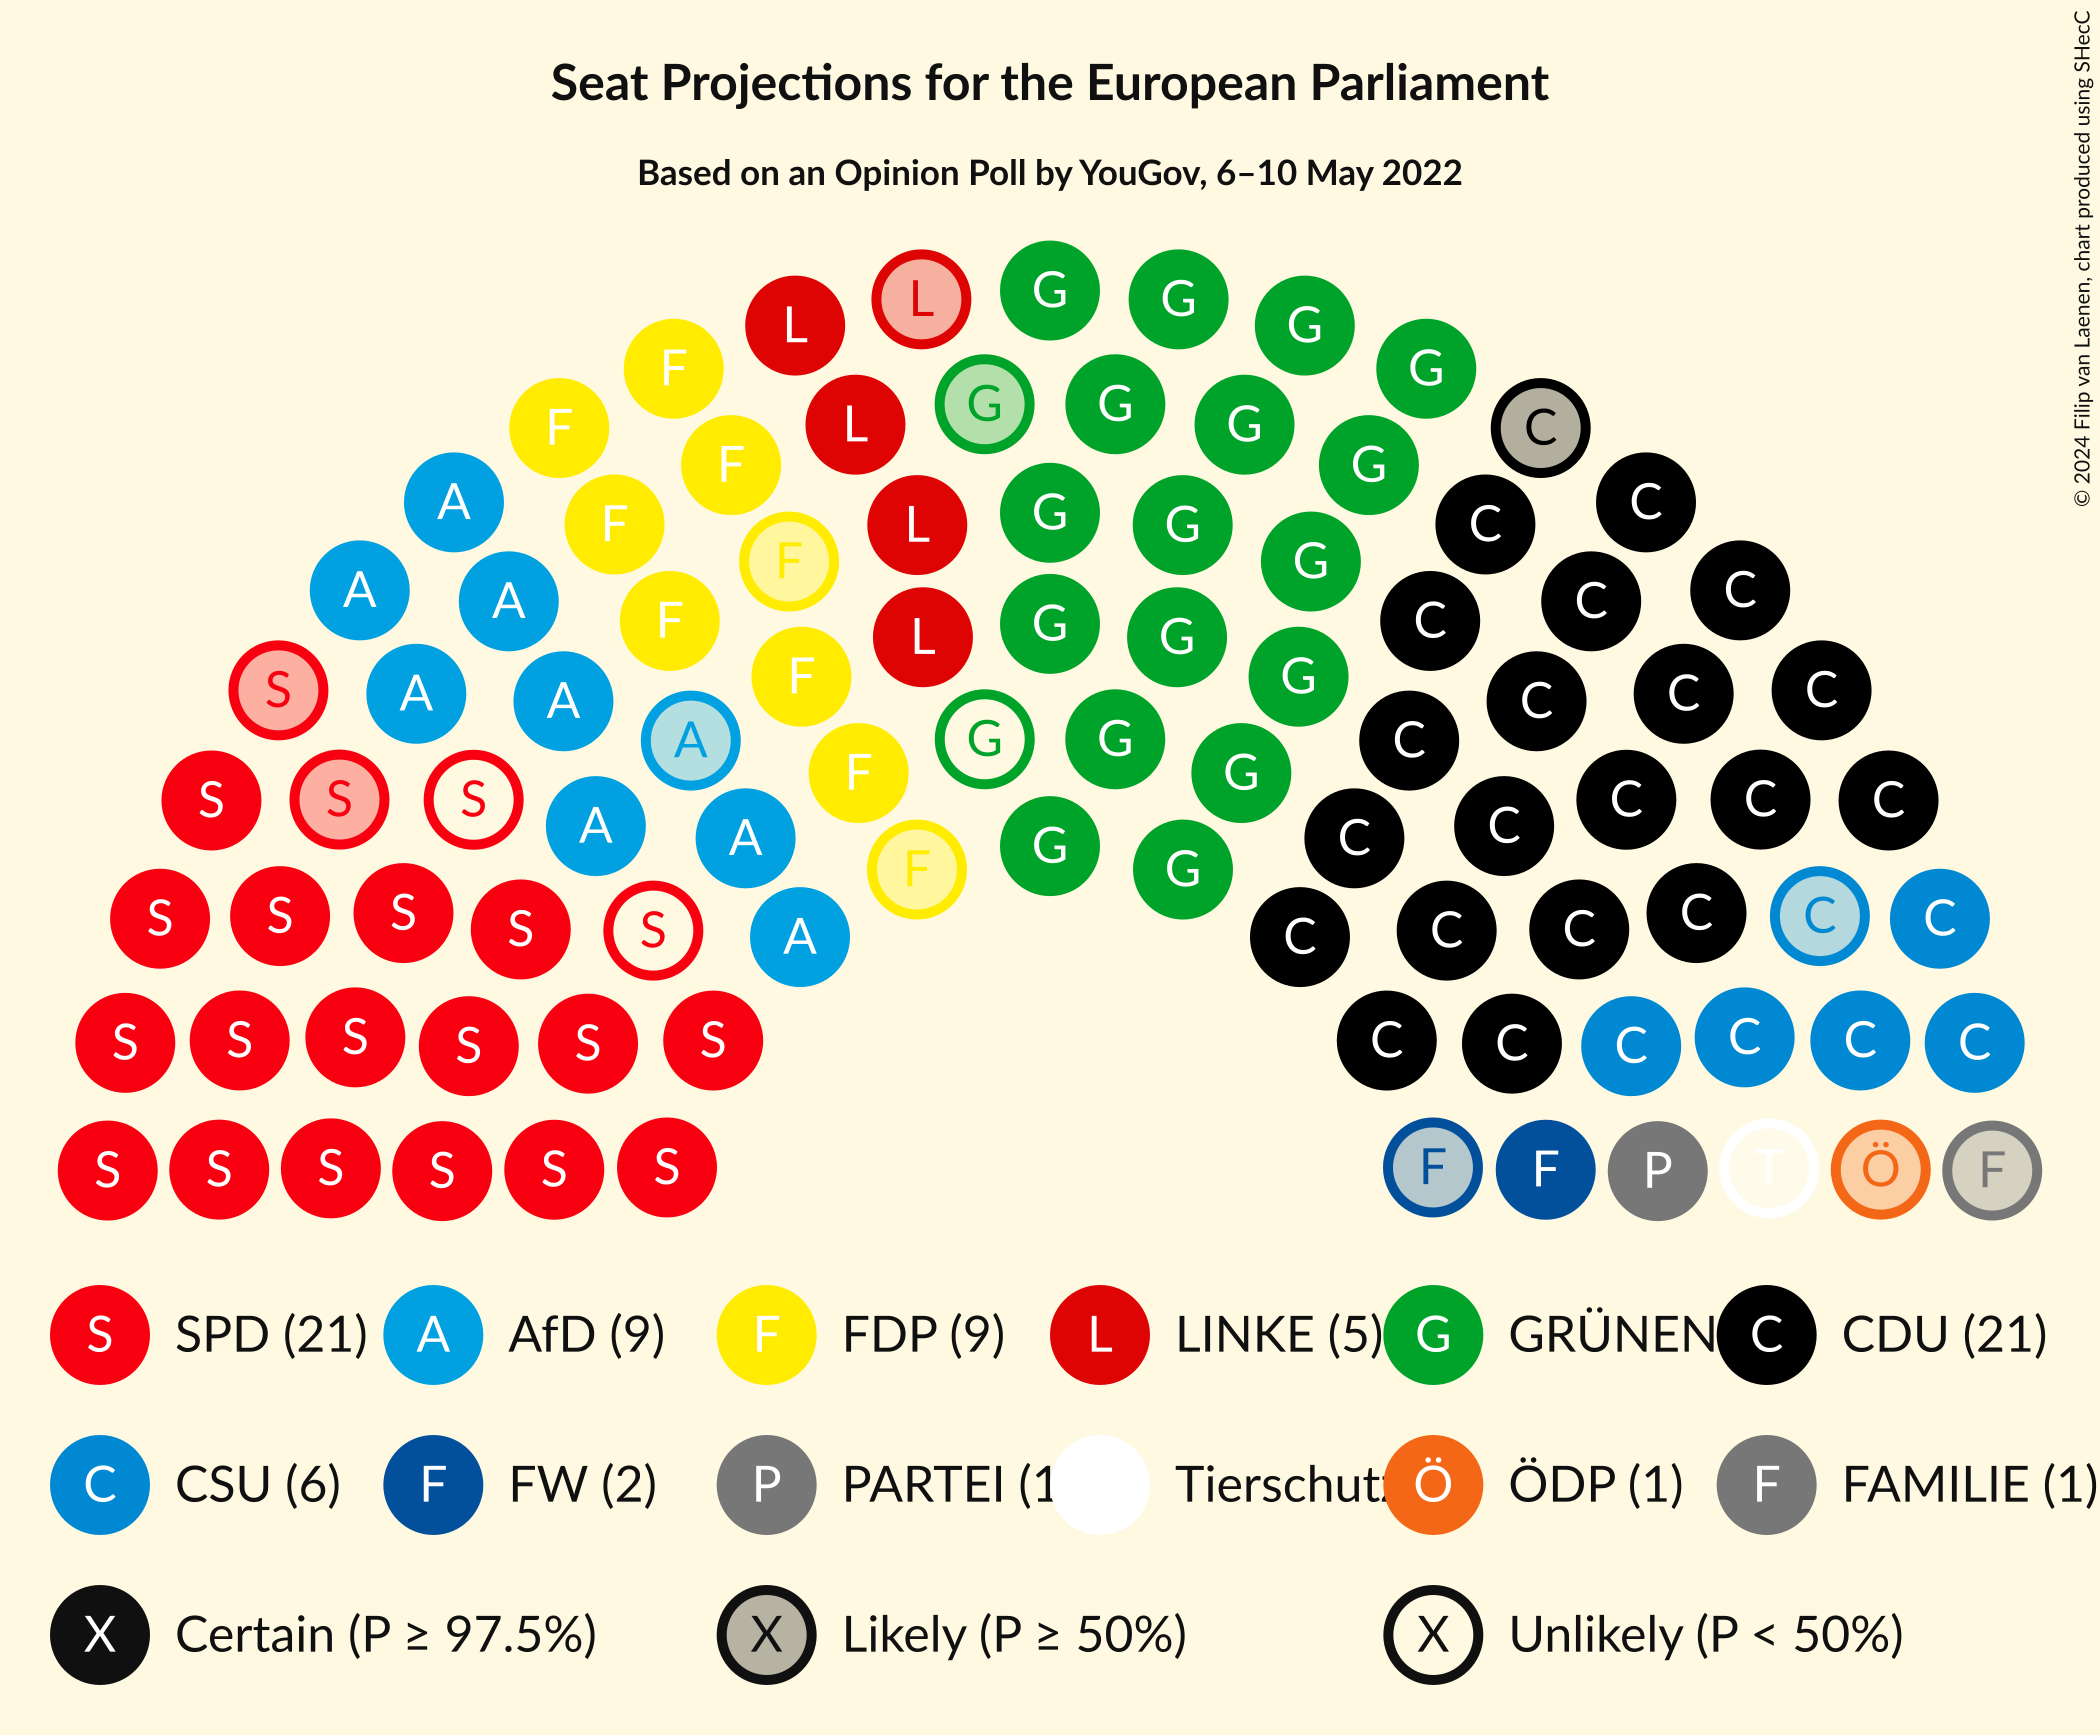 Seat Projections for the European Parliament
Based on an Opinion Poll by YouGov, 6–10 May 2022
© 2024 Filip van Laenen, chart produced using SHecC
L G G G
F L G G
F L G G G C
A F F G C C
F L G G C
A A F F G C C C
F L G G C
S A A F G C C C C
A G G C
S S S A F G C C C C
A G C
S S S S A F G C C C C C C
S A C C
S S S S S S C C C C C C
S S S S S S F F P T Ö F
S SPD (21) A AfD (9) F FDP (9) L LINKE (5) G GRÜNEN C CDU (21)
C CSU (6) F FW (2) P PARTEI (1 Tierschutz Ö ÖDP (1) F FAMILIE (1)
X Certain (P ≥ 97.5%) X Likely (P ≥ 50%) X Unlikely (P < 50%)